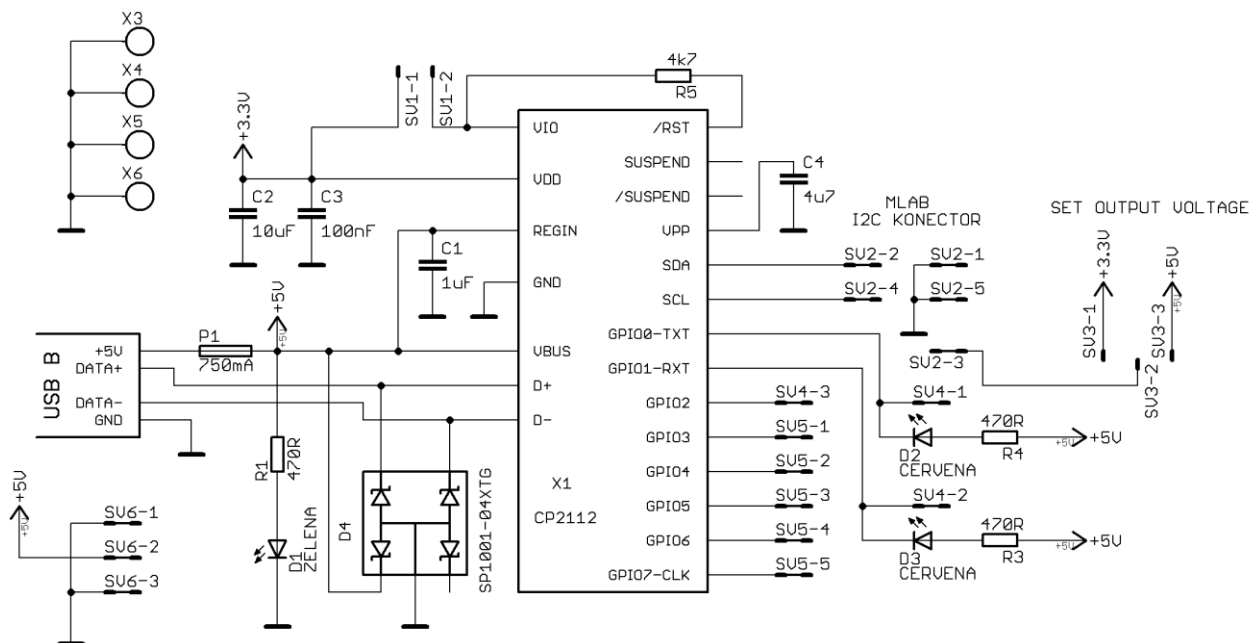 X3
X4
X5
X6
+3.3V
C2
10uF
C3
100nF
SV1-1
SV1-2
4k7
R5
VIO
VDD
REGIN
GND
VBUS
D+
D-
/RST
SUSPEND
/SUSPEND
VPP
SDA
SCL
GPIO0-TXT
GPIO1-RXT
GPIO2
GPIO3
GPIO4
GPIO5
GPIO6
GPIO7-CLK
X1
CP2112
C1
1uF
C4
4u7
MLAB
I2C KONECTOR
SV2-2
SV2-1
SV2-4
SV2-5
SV2-3
SET OUTPUT VOLTAGE
+3.3V
+5V
+5V
SV3-1
SV3-3
SV3-2
USB B
+5V
DATA+
DATA-
GND
P1
750mA
+5V
+5V
R1
470R
D1
ZELENA
D4
SP1001-04XTG
+5V
+5V
SV6-1
SV6-2
SV6-3
SV4-3
SV5-1
SV5-2
SV5-3
SV5-4
SV5-5
SV4-1
470R
D2
CERVENA
R4
+5V
+5V
SV4-2
470R
D3
CERVENA
R3
+5V
+5V